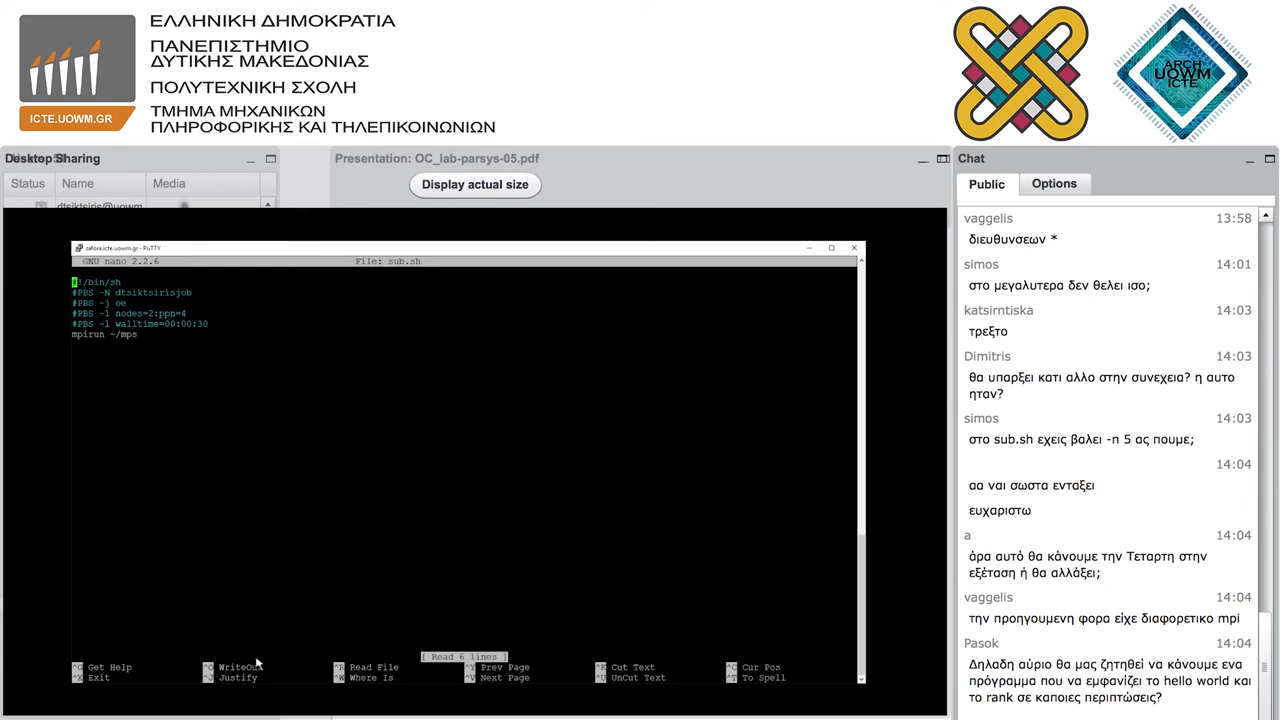 ICTE.UOWM.GR
ΕΛΛΗΝΙΚΗ ΔΗΜΟΚΡΑΤΙΑ
ΠΑΝΕΠΙΣΤΗΜΙΟ
ΔΥΤΙΚΗΣ ΜΑΚΕΔΟΝΙΑΣ
ΠΟΛΥΤΕΧΝΙΚΗ ΣΧΟΛΗ
ΤΜΗΜΑ ΜΗΧΑΝΙΚΩΝ
ΠΛΗΡΟΦΟΡΙΚΗΣ ΚΑΙ ΤΗΛΕΠΙΚΟΙΝΩΝΙΩΝ
ARCH
UOWM
ICTE
Desktop Sharing
Status Name Media
dtsiktsiris@uowm
Presentation: OC_lab-parsys-05.pdf
Display actual size
zafora.icte.uowm.gr - PuTTY
GNU nano 2.2.6 File: sub.sh
#!/bin/sh
#PBS -N dtsiktsirisjob
#PBS -j oe
#PBS -l nodes=2:ppn=4
#PBS -l walltime=00:00:30
mpirun ~/mps
[ Read 6 lines ]
^G Get Help ^O WriteOut ^R Read File ^Y Prev Page ^K Cut Text ^C Cur Pos
^X Exit ^J Justify ^W Where Is ^V Next Page ^U UnCut Text ^T To Spell
Chat
Public Options
vaggelis 13:58
διευθυνσεων *
simos 14:01
στο μεγαλυτερα δεν θελει ισο;
katsirntiska 14:03
τρεξτο
Dimitris 14:03
θα υπαρξει κατι αλλο στην συνεχεια? η αυτο
ηταν?
simos 14:03
στο sub.sh εχεις βαλει -n 5 ας πουμε;
14:04
αα ναι σωστα ενταξει
ευχαριστω
a 14:04
άρα αυτό θα κάνουμε την Τεταρτη στην
εξέταση ή θα αλλάξει;
vaggelis 14:04
την προηγουμενη φορα είχε διαφορετικο mpi
Pasok 14:04
Δηλαδή αύριο θα μας ζητηθεί να κάνουμε ενα
πρόγραμμα που να εμφανίζει το hello world και
το rank σε καποιες περιπτώσεις?